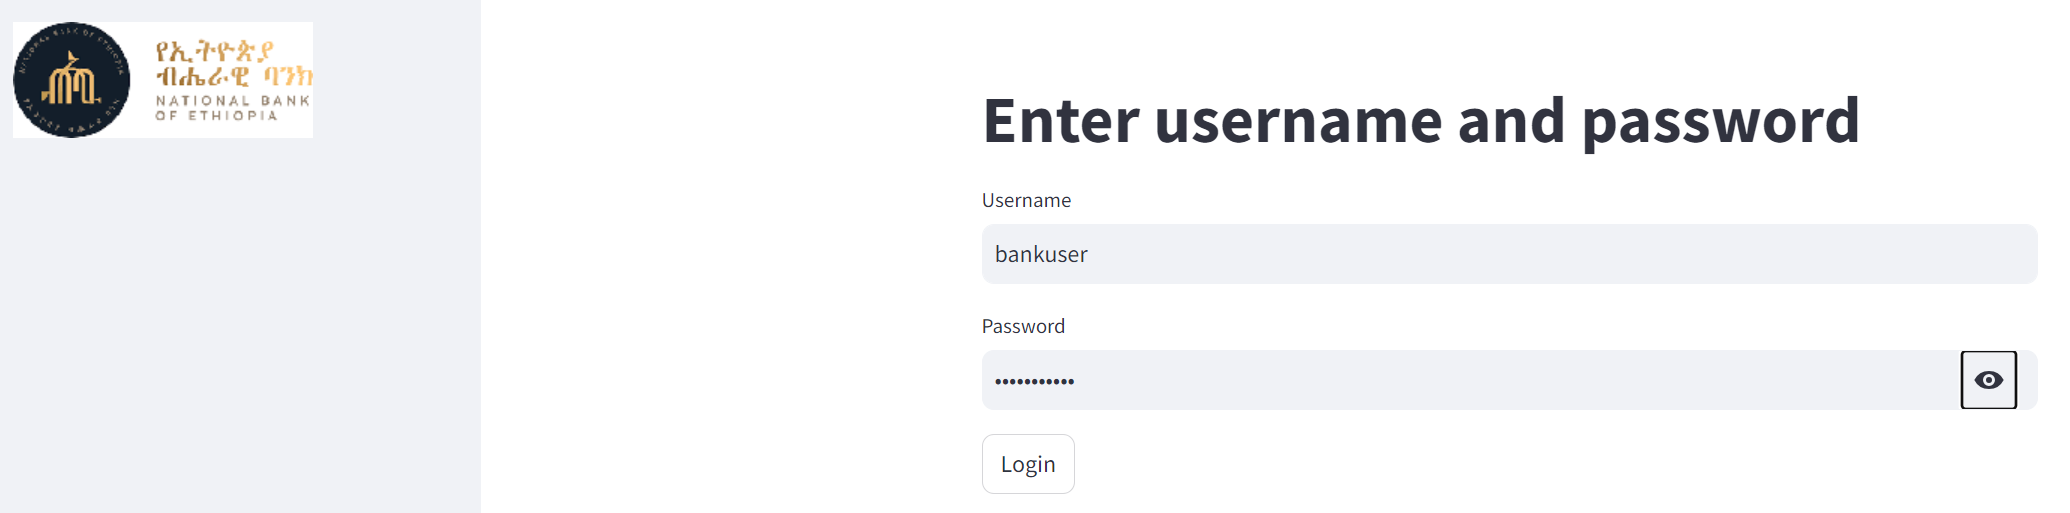 የኢትዮጵያ
ብሔራዊ ባንክ
NATIONAL BANK
OF ETHIOPIA
Enter username and password
Username
bankuser
Password
•••••••••••
Login